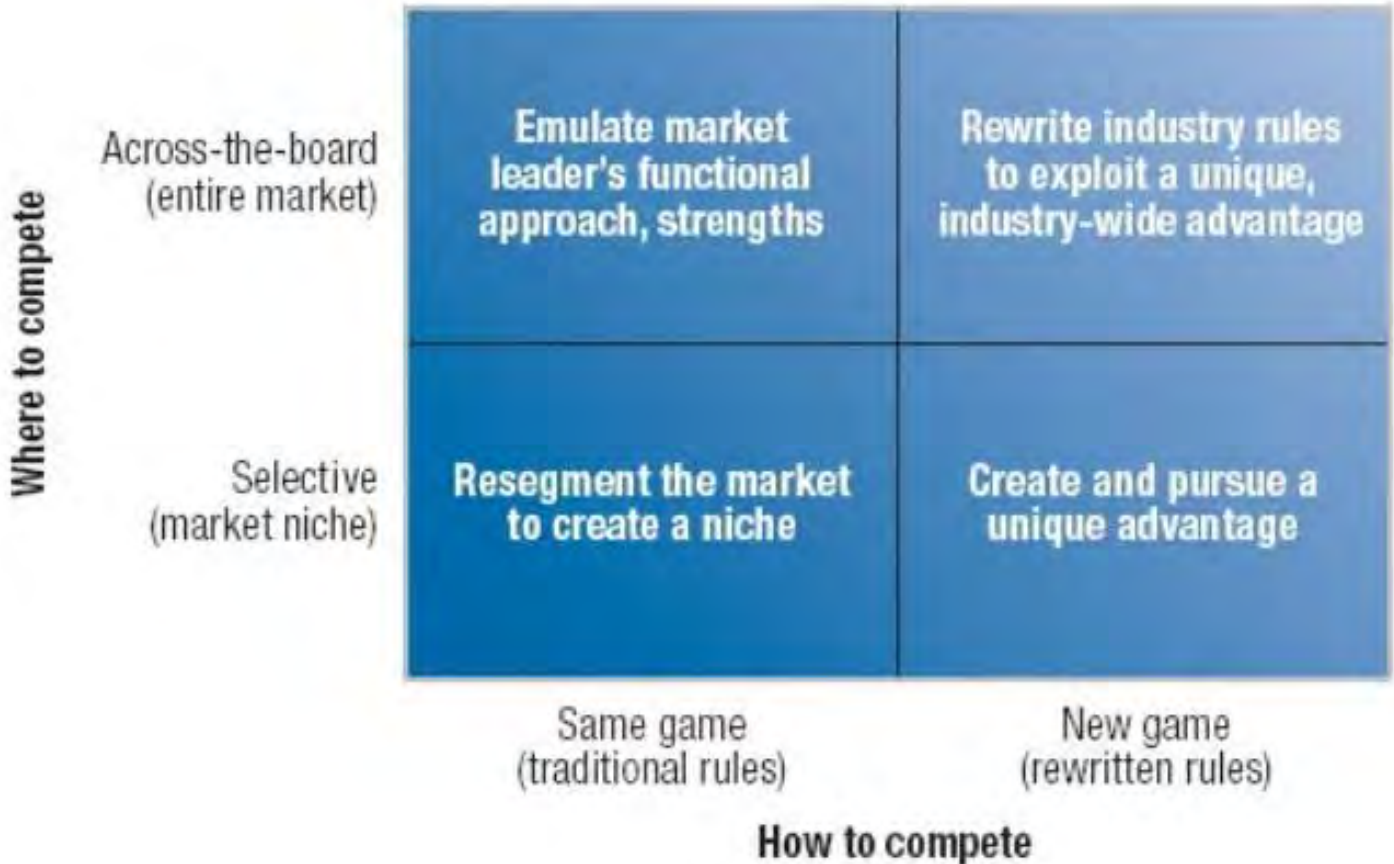 Where to compete
Across-the-board
(entire market)
Emulate market
leader's functional
approach, strengths
Rewrite industry rules
to exploit a unique,
industry-wide advantage
Selective
(market niche)
Resegment the market
to create a niche
Create and pursue a
unique advantage
Same game
(traditional rules)
New game
(rewritten rules)
How to compete